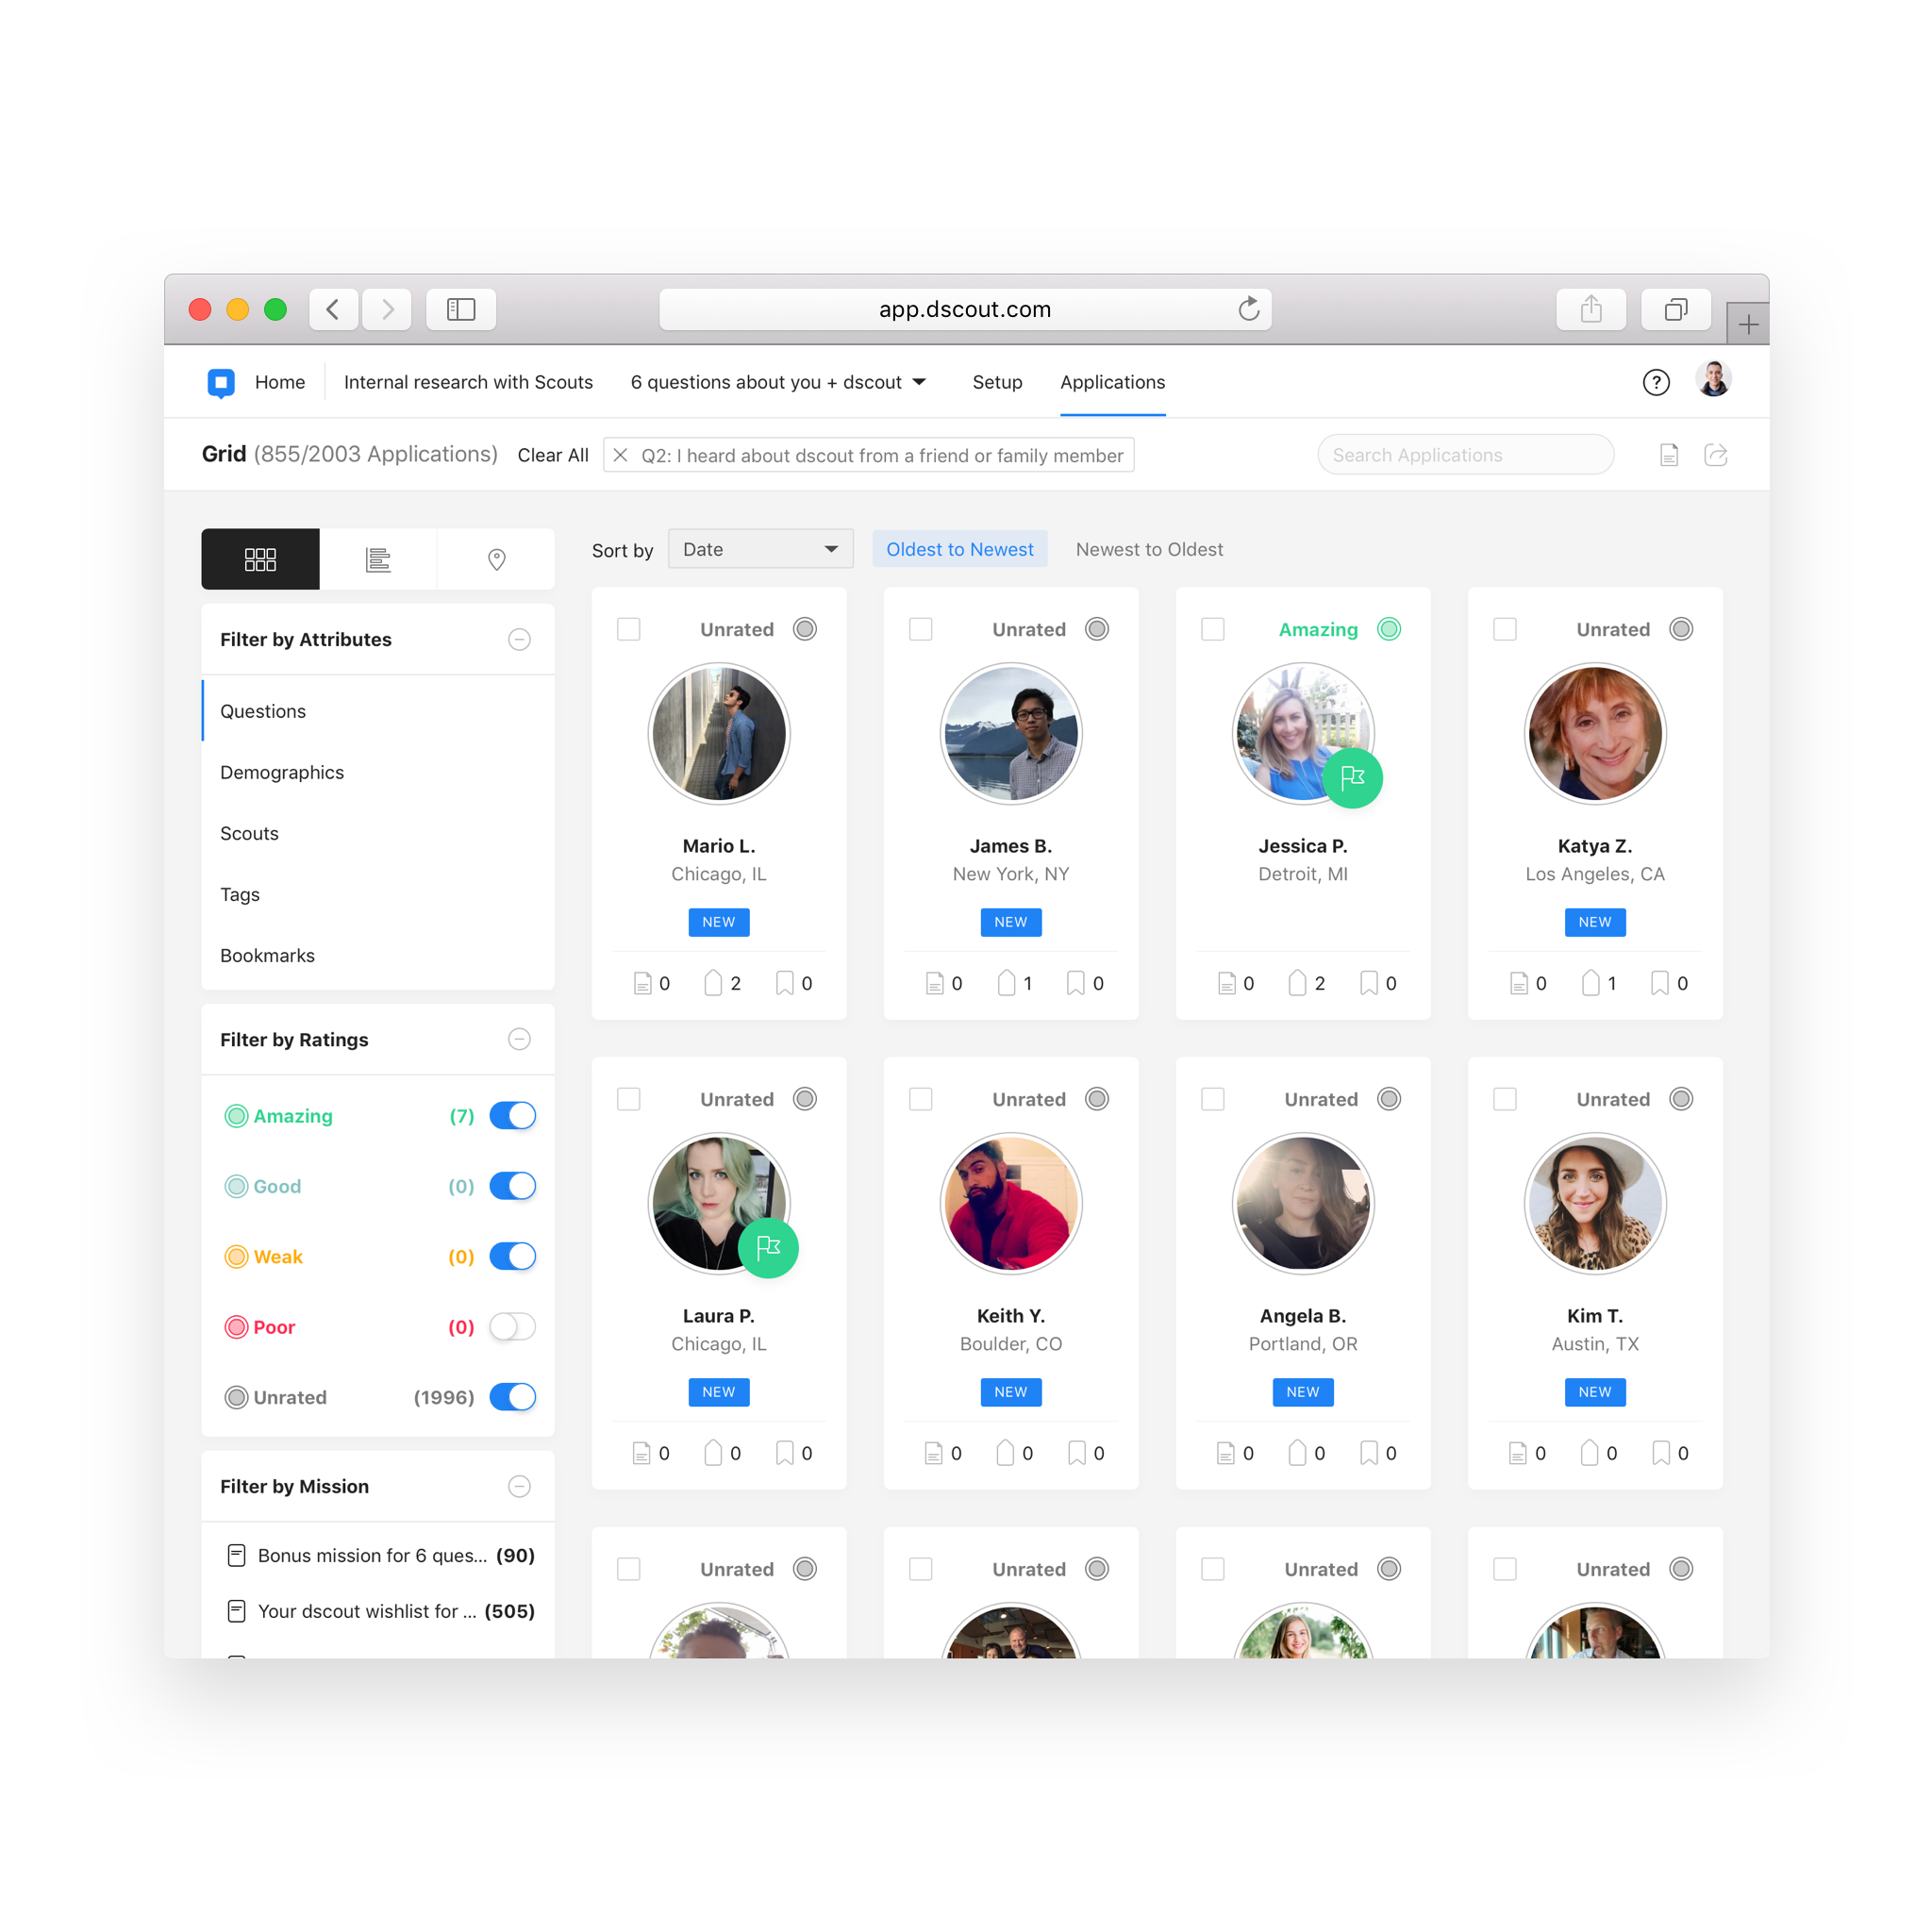 app.dscout.com
Home Internal research with Scouts 6 questions about you + dscout Setup Applications ?
Grid (855/2003 Applications) Clear All Q2: I heard about dscout from a friend or family member Search Applications
Sort by Date Oldest to Newest Newest to Oldest
Filter by Attributes
Questions
Demographics
Scouts
Tags
Bookmarks
Filter by Ratings
Amazing (7)
Good (0)
Weak (0)
Poor (0)
Unrated (1996)
Filter by Mission
Bonus mission for 6 ques... (90)
Your dscout wishlist for ... (505)
Unrated
Mario L.
Chicago, IL
NEW
0 2 0
Unrated
James B.
New York, NY
NEW
0 1 0
Amazing
Jessica P.
Detroit, MI
0 2 0
Unrated
Katya Z.
Los Angeles, CA
NEW
0 1 0
Unrated
Laura P.
Chicago, IL
NEW
0 0 0
Unrated
Keith Y.
Boulder, CO
NEW
0 0 0
Unrated
Angela B.
Portland, OR
NEW
0 0 0
Unrated
Kim T.
Austin, TX
NEW
0 0 0
Unrated
Unrated
Unrated
Unrated